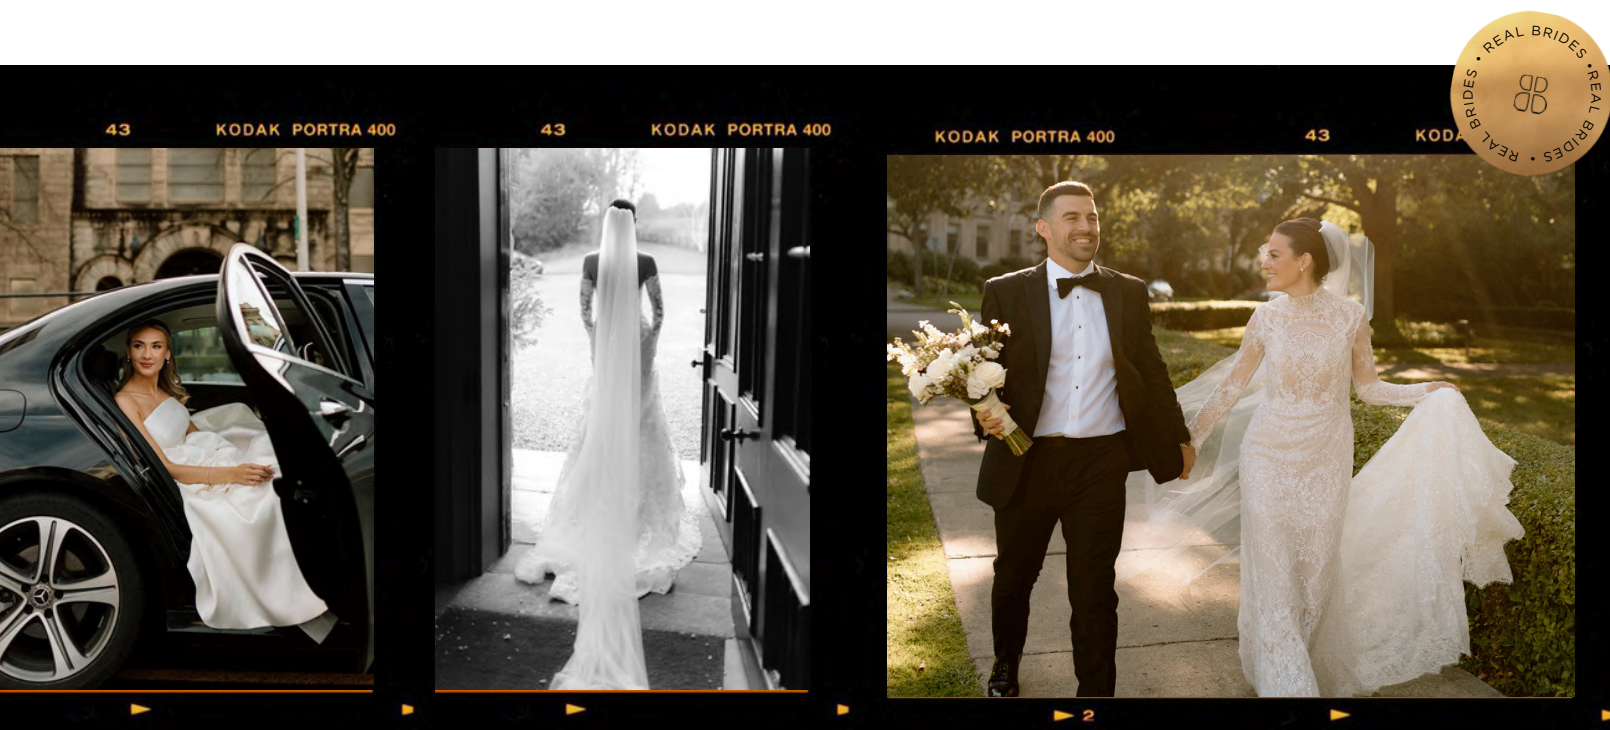 43 KODAK PORTRA 400
43 KODAK PORTRA 400
KODAK PORTRA 400 43
REAL BRIDES • REAL BRIDES • REAL BRIDES •
2